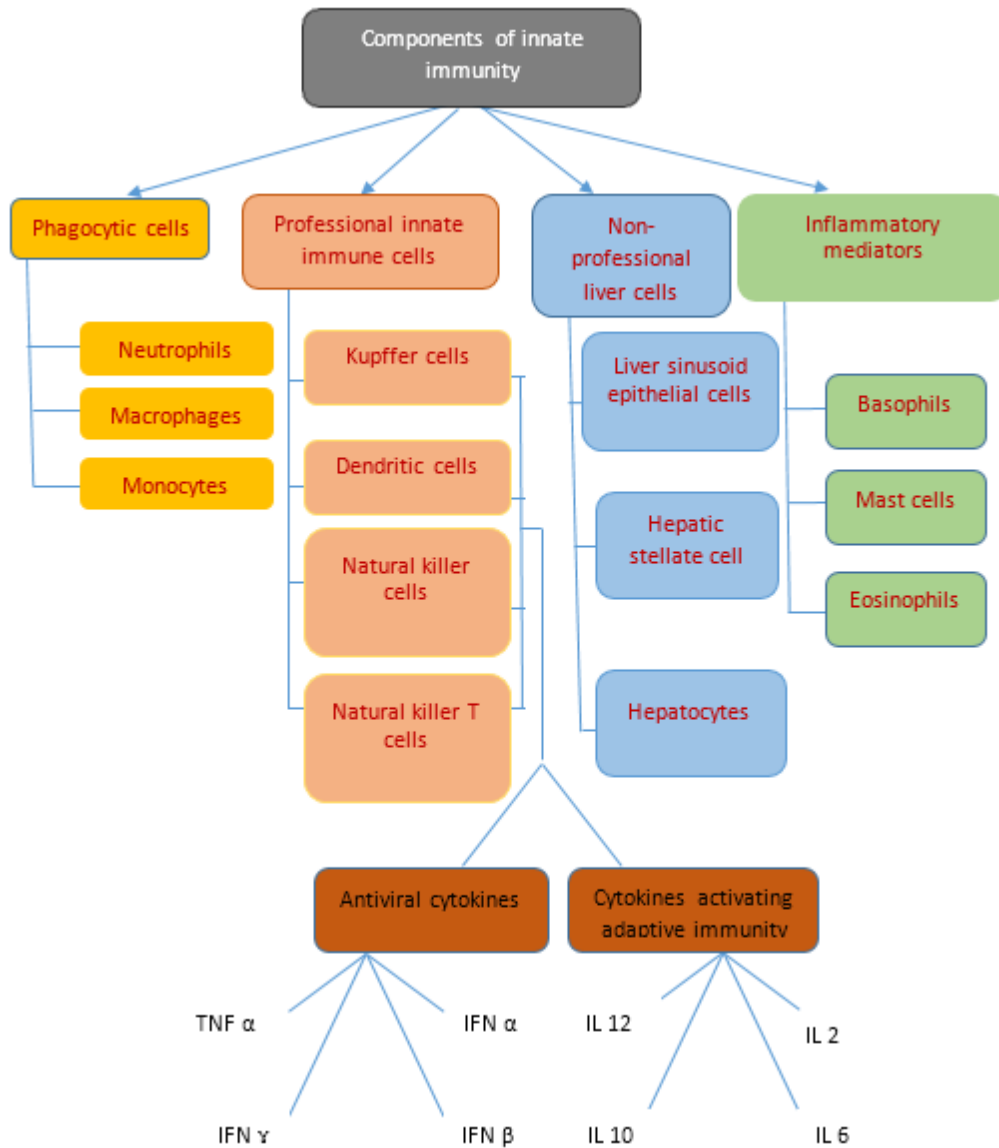 Components of innate
immunity
Phagocytic cells
Professional innate
immune cells
Non-
professional
liver cells
Inflammatory
mediators
Neutrophils
Macrophages
Monocytes
Kupffer cells
Dendritic cells
Natural killer
cells
Natural killer T
cells
Liver sinusoid
epithelial cells
Hepatic
stellate cell
Hepatocytes
Basophils
Mast cells
Eosinophils
Antiviral cytokines
Cytokines activating
adaptive immunity
TNF α
IFN α
IFN ɤ
IFN β
IL 12
IL 2
IL 10
IL 6